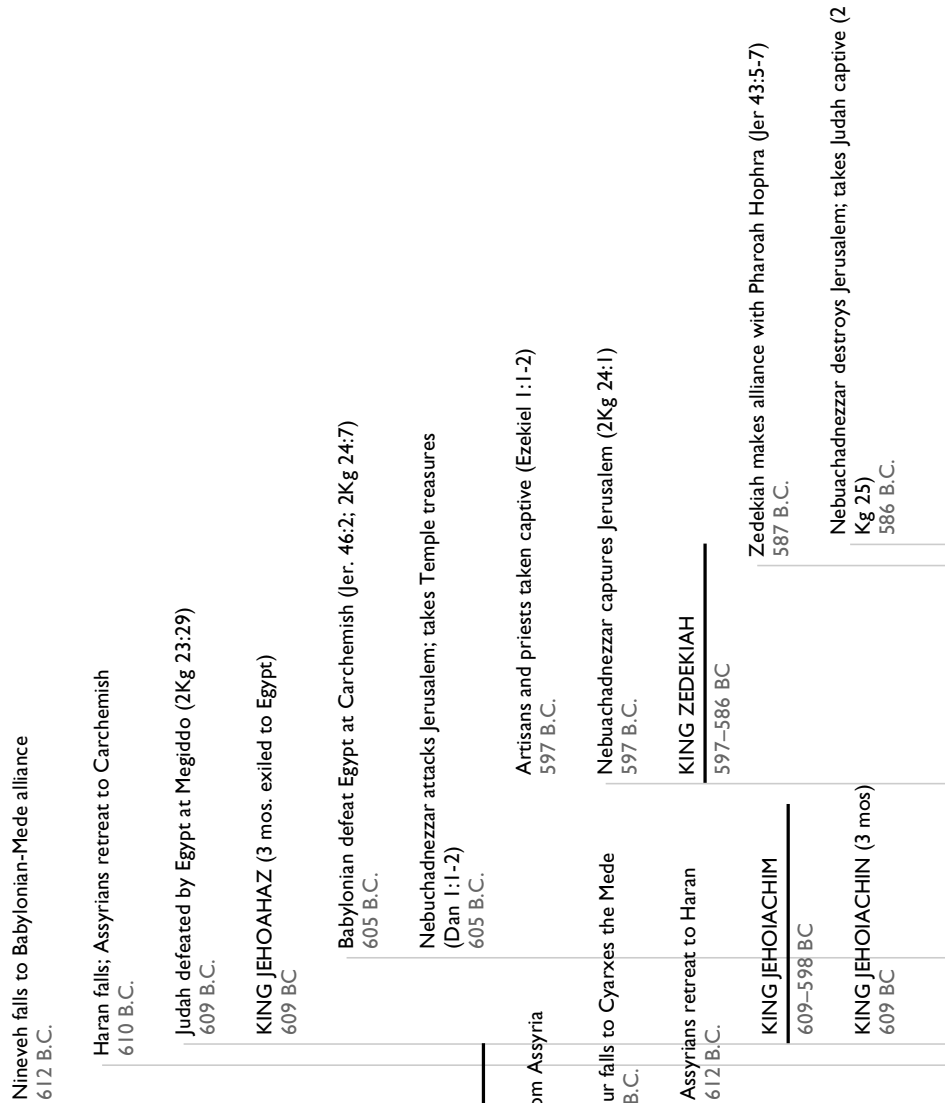 Nineveh falls to Babylonian-Mede alliance
612 B.C.
Haran falls; Assyrians retreat to Carchemish
610 B.C.
Judah defeated by Egypt at Megiddo (2Kg 23:29)
609 B.C.
KING JEHOAHAZ (3 mos. exiled to Egypt)
609 BC
Babylonian defeat Egypt at Carchemish (Jer. 46:2; 2Kg 24:7)
605 B.C.
Nebuchadnezzar attacks Jerusalem; takes Temple treasures
(Dan 1:1-2)
605 B.C.
om Assyria
Artisans and priests taken captive (Ezekiel 1:1-2)
597 B.C.
ur falls to Cyarxes the Mede
B.C.
Nebuachadnezzar captures Jerusalem (2Kg 24:1)
597 B.C.
Assyrians retreat to Haran
612 B.C.
KING ZEDEKIAH
597–586 BC
KING JEHOIACHIM
609–598 BC
Zedekiah makes alliance with Pharoah Hophra (Jer 43:5-7)
587 B.C.
KING JEHOIACHIN (3 mos)
609 BC
Nebuachadnezzar destroys Jerusalem; takes Judah captive (2
Kg 25)
586 B.C.